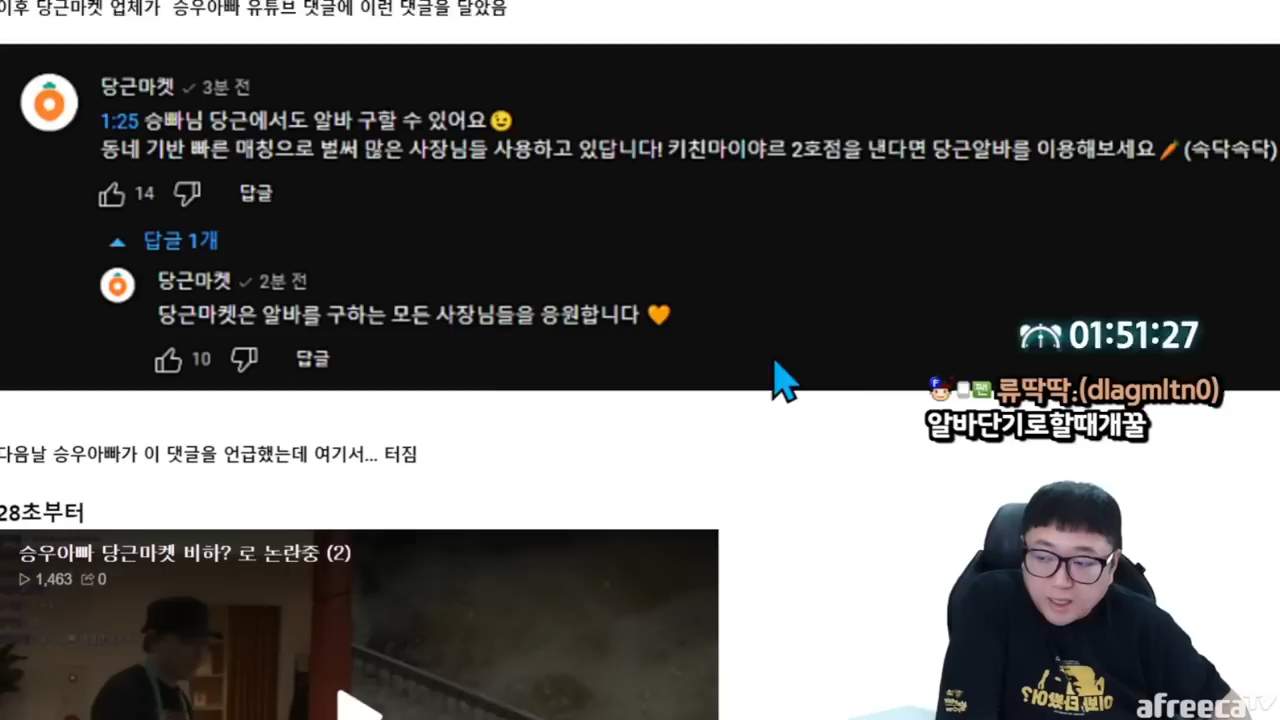 이후 당근마켓 업체가 승우아빠 유튜브 댓글에 이런 댓글을 달았음
당근마켓 3분 전
1:25 승빠님 당근에서도 알바 구할 수 있어요😉
동네 기반 빠른 매칭으로 벌써 많은 사장님들 사용하고 있답니다! 키친마이야르 2호점을 낸다면 당근알바를 이용해보세요🥕 (속닥속닥)
14 답글
답글 1개
당근마켓 2분 전
당근마켓은 알바를 구하는 모든 사장님들을 응원합니다 🧡
10 답글
01:51:27
팬 류딱딱:(dlagmltn0)
알바단기로할때개꿀
다음날 승우아빠가 이 댓글을 언급했는데 여기서... 터짐
28초부터
승우아빠 당근마켓 비하? 로 논란중 (2)
1,463 0
afreecaTV